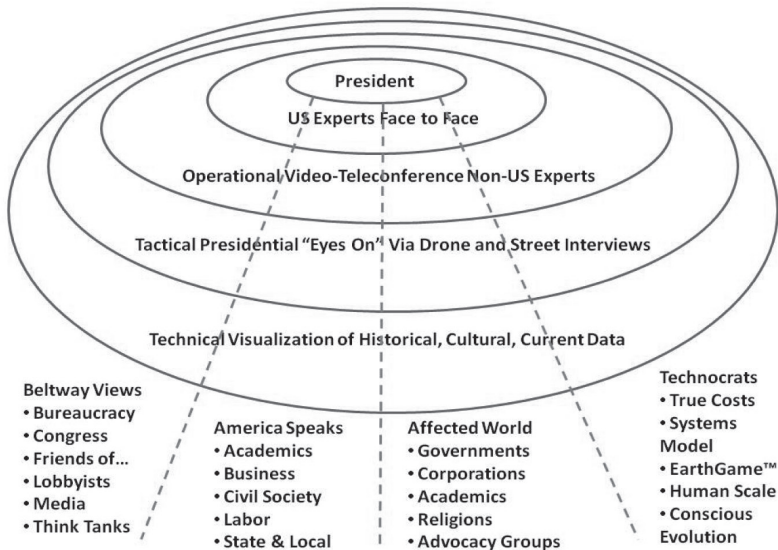 President
US Experts Face to Face
Operational Video-Teleconference Non-US Experts
Tactical Presidential “Eyes On” Via Drone and Street Interviews
Technical Visualization of Historical, Cultural, Current Data
Beltway Views
• Bureaucracy
• Congress
• Friends of…
• Lobbyists
• Media
• Think Tanks
America Speaks
• Academics
• Business
• Civil Society
• Labor
• State & Local
Affected World
• Governments
• Corporations
• Academics
• Religions
• Advocacy Groups
Technocrats
• True Costs
• Systems
Model
• EarthGame™
• Human Scale
• Conscious
Evolution